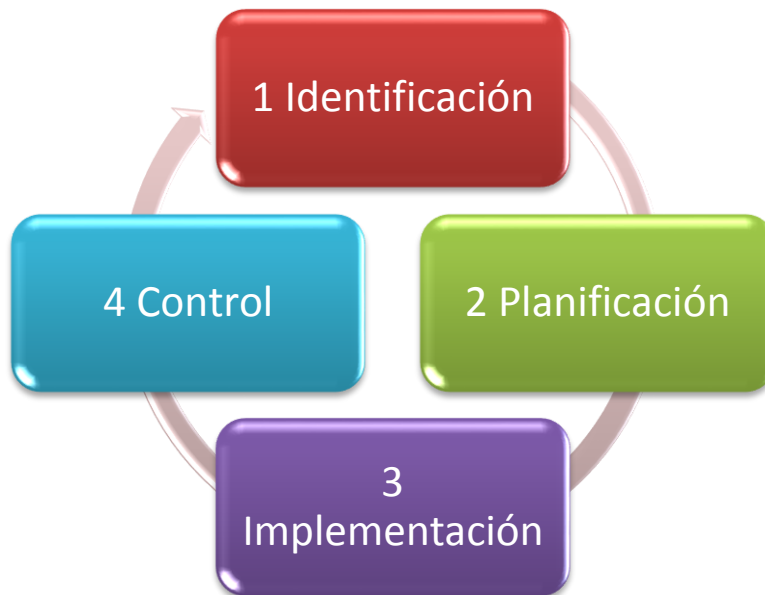 1 Identificación
2 Planificación
3
Implementación
4 Control